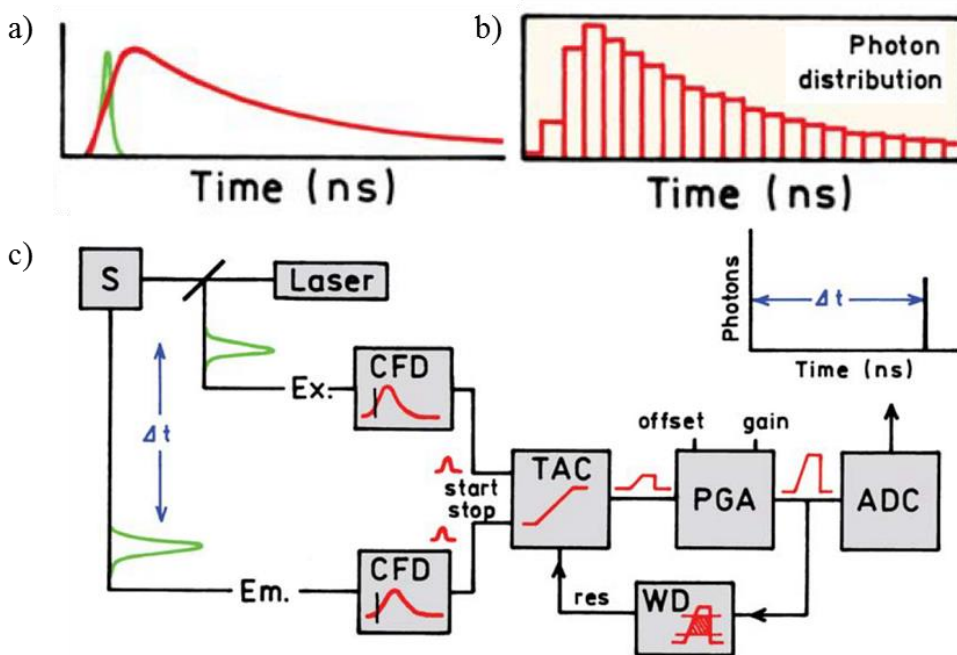 a)
Time (ns)
b)
Photon
distribution
Time (ns)
c)
S
Laser
Δt
Ex.
CFD
Em.
CFD
start
stop
TAC
offset
gain
PGA
ADC
res
WD
Photons
Δt
Time (ns)